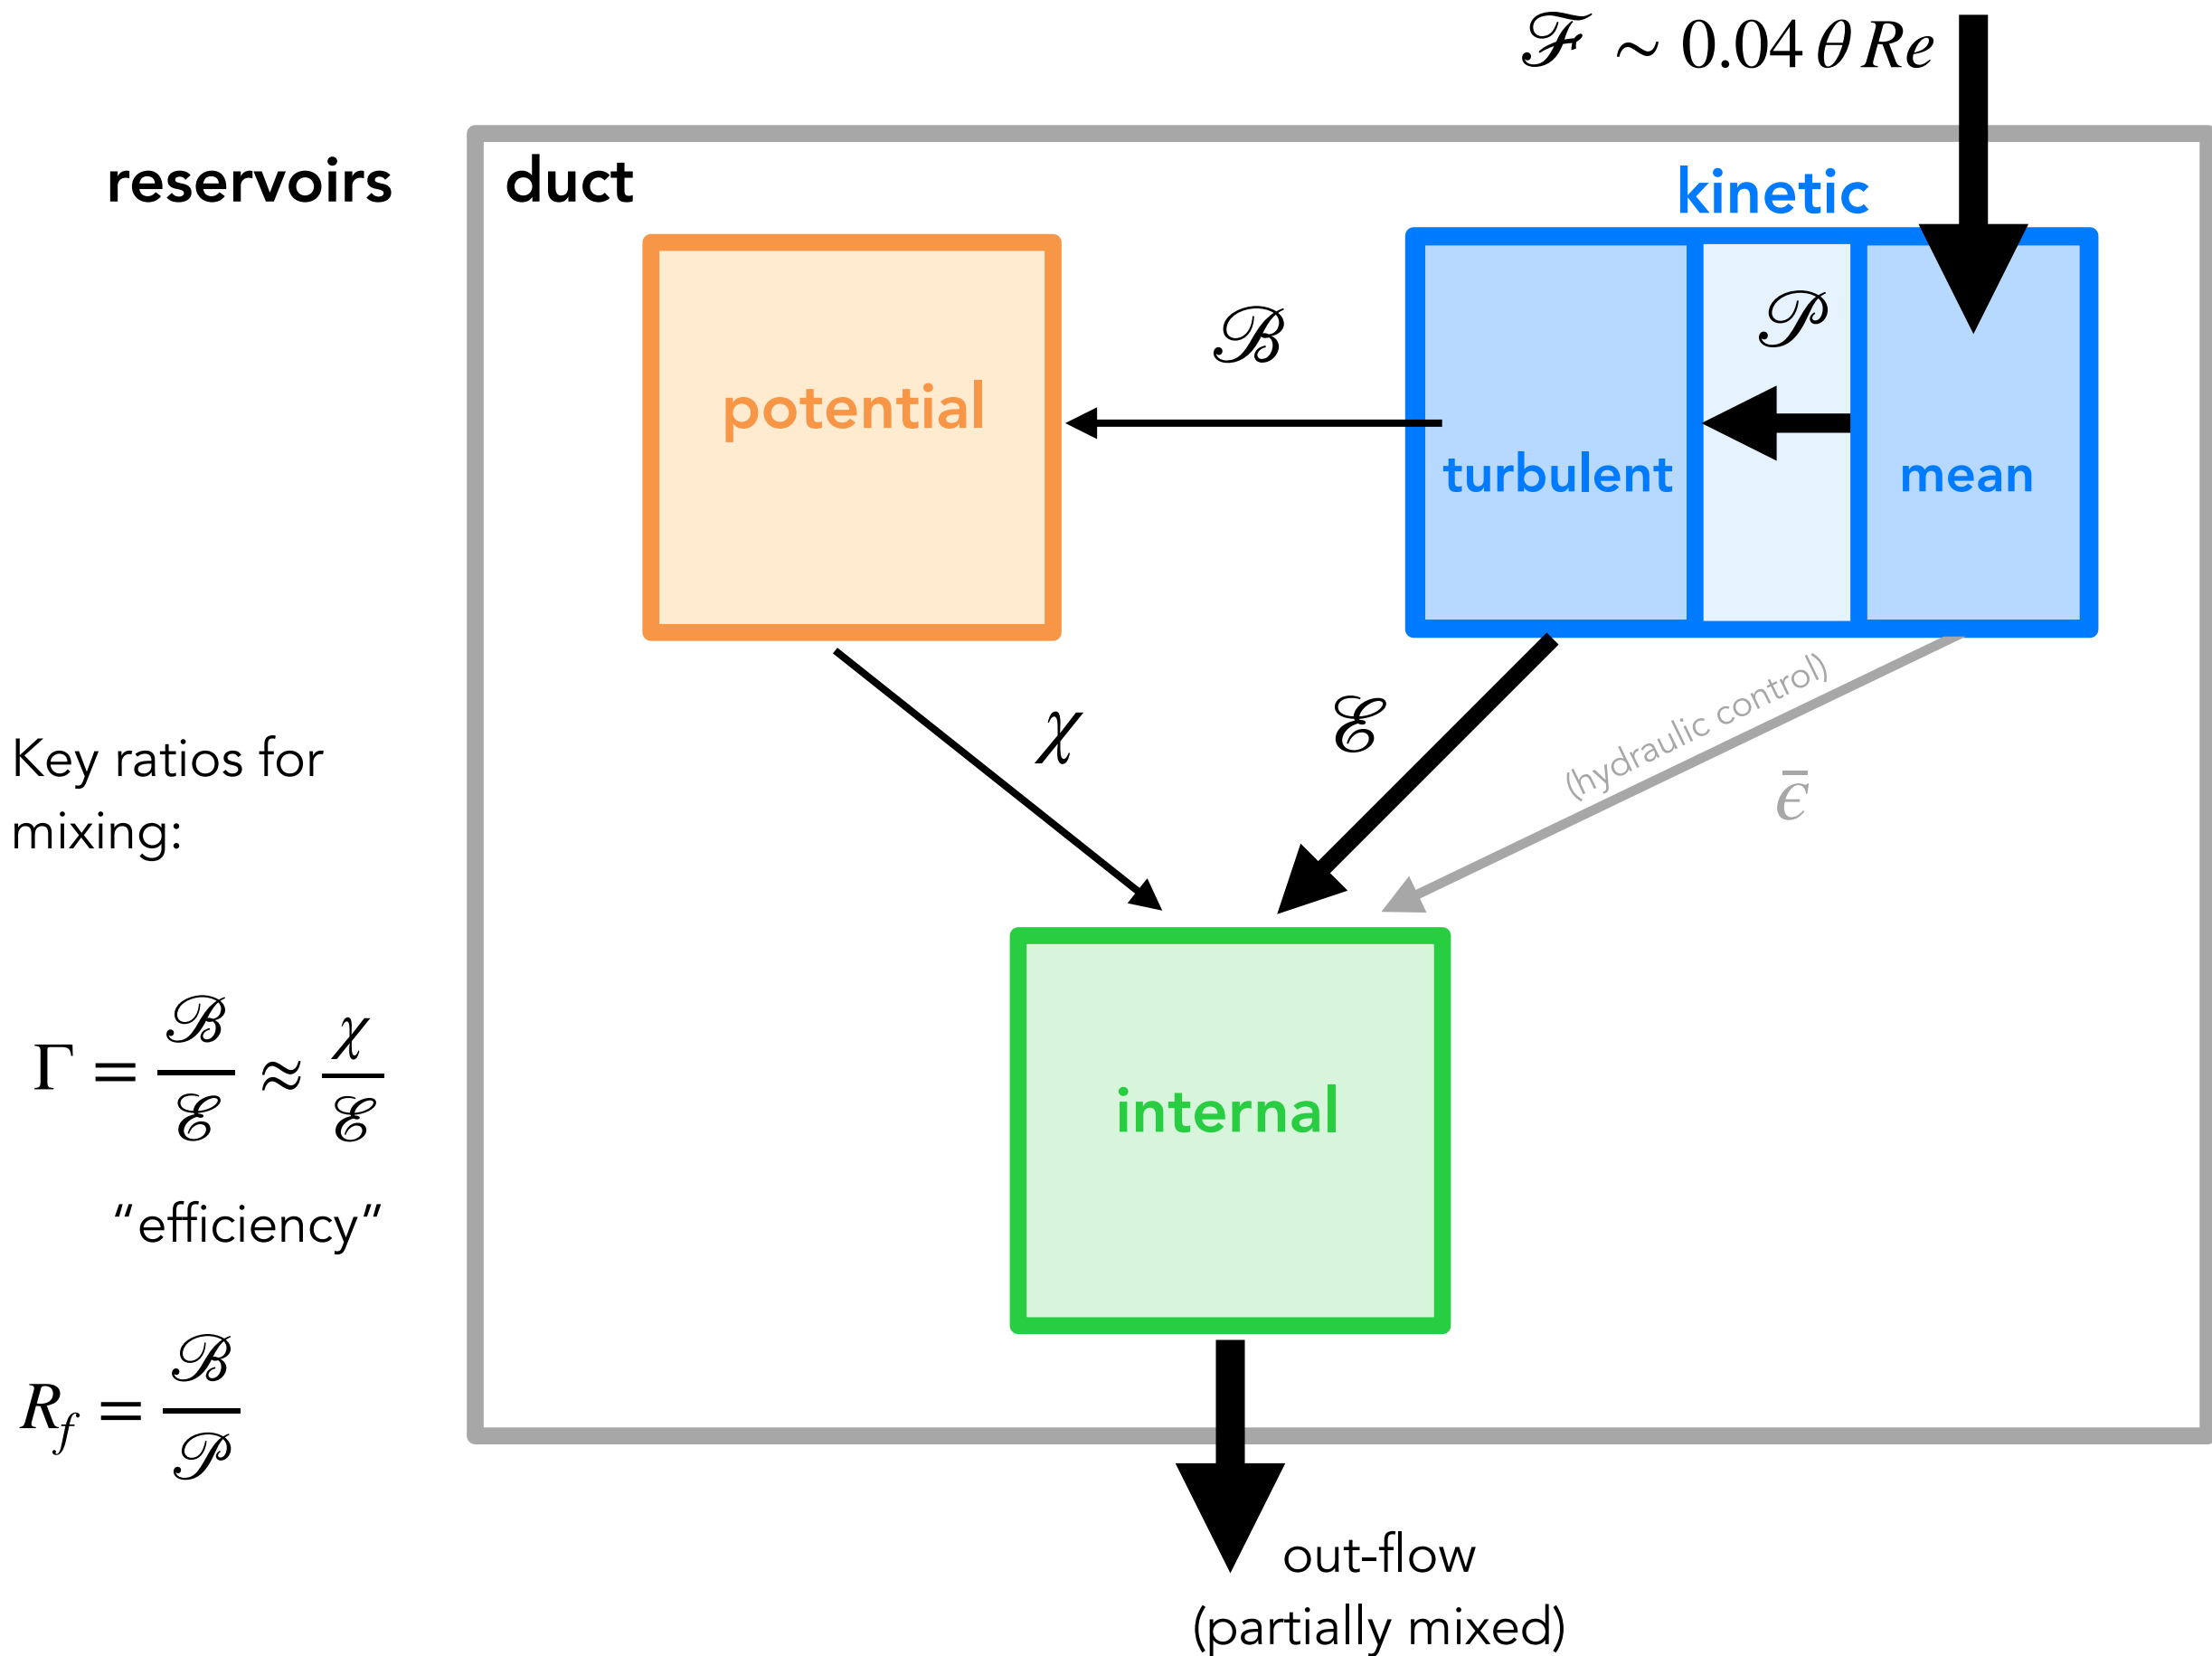 ℱ ~ 0.04 θRe
reservoirs
duct
kinetic
ℬ
𝒫
potential
turbulent
mean
χ
ℰ
(hydraulic control)
ϵ̄
Key ratios for
mixing:
Γ = ℬ/ℰ ≈ χ/ℰ
“efficiency”
internal
R_f = ℬ/𝒫
out-flow
(partially mixed)